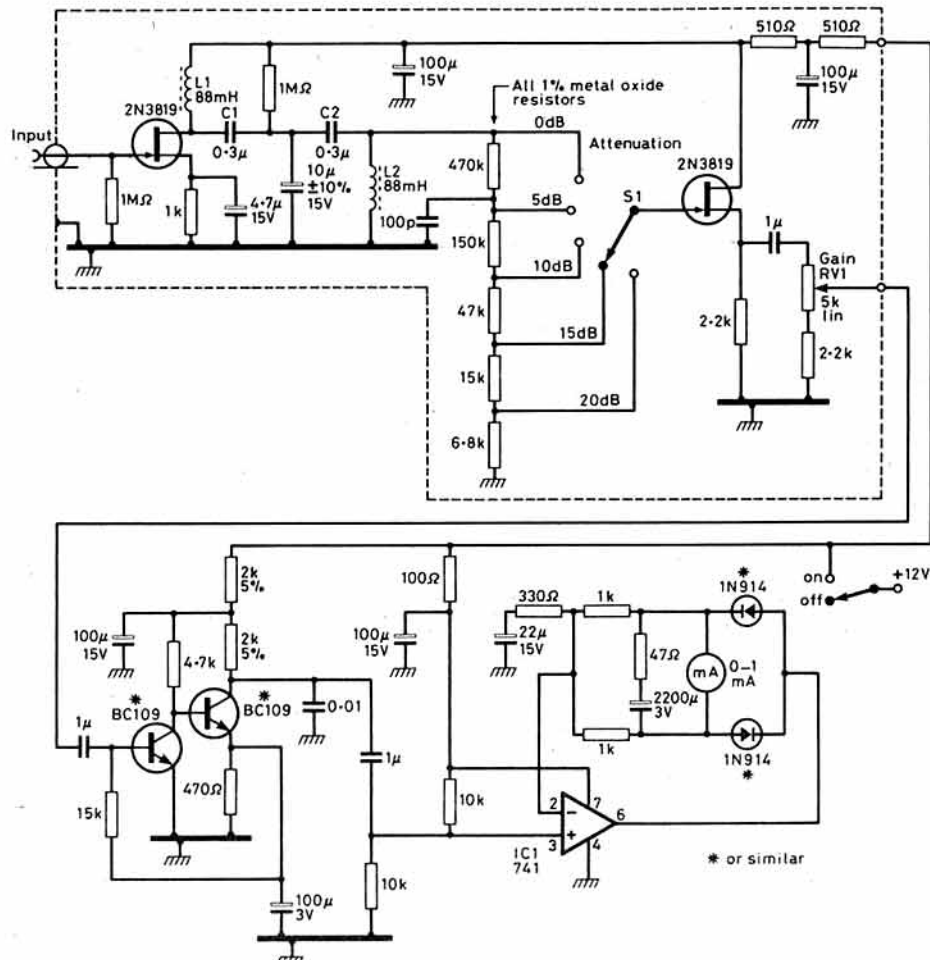 510Ω
510Ω
L1
88mH
1MΩ
100μ
15V
100μ
15V
All 1% metal oxide
resistors
2N3819
C1
0·3μ
C2
0·3μ
0dB
Input
Attenuation
470k
2N3819
1MΩ
1k
4·7μ
15V
10μ
±10%
15V
L2
88mH
100p
5dB
S1
150k
10dB
1μ
Gain
RV1
5k
lin
47k
15dB
2·2k
2·2k
15k
20dB
6·8k
2k
5%
100Ω
on
off
+12V
*
1N914
330Ω
1k
100μ
15V
2k
5%
100μ
15V
22μ
15V
4·7k
47Ω
mA
0–1
mA
*
BC109
*
BC109
0·01
2200μ
3V
1μ
1μ
1k
1N914
*
470Ω
15k
10k
2
7
6
3
4
IC1
741
−
+
* or similar
10k
100μ
3V